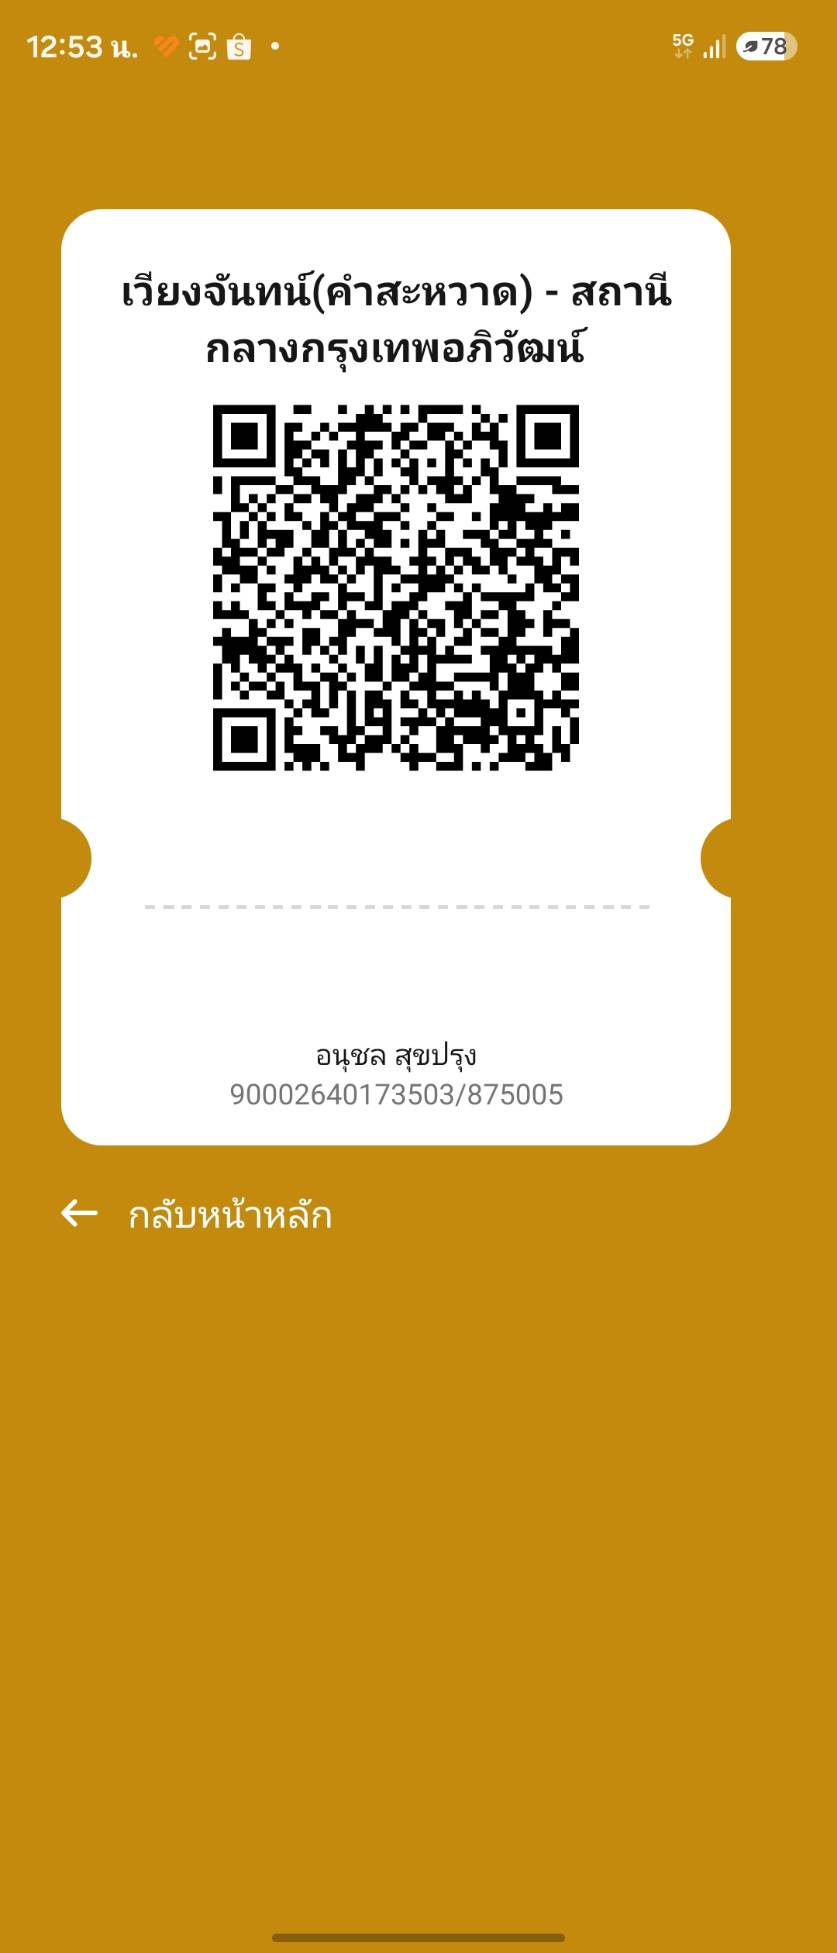 12:53 น.
5G
78
เวียงจันทน์(คำสะหวาด) - สถานี
กลางกรุงเทพอภิวัฒน์
อนุชล สุขปรุง
90002640173503/875005
กลับหน้าหลัก